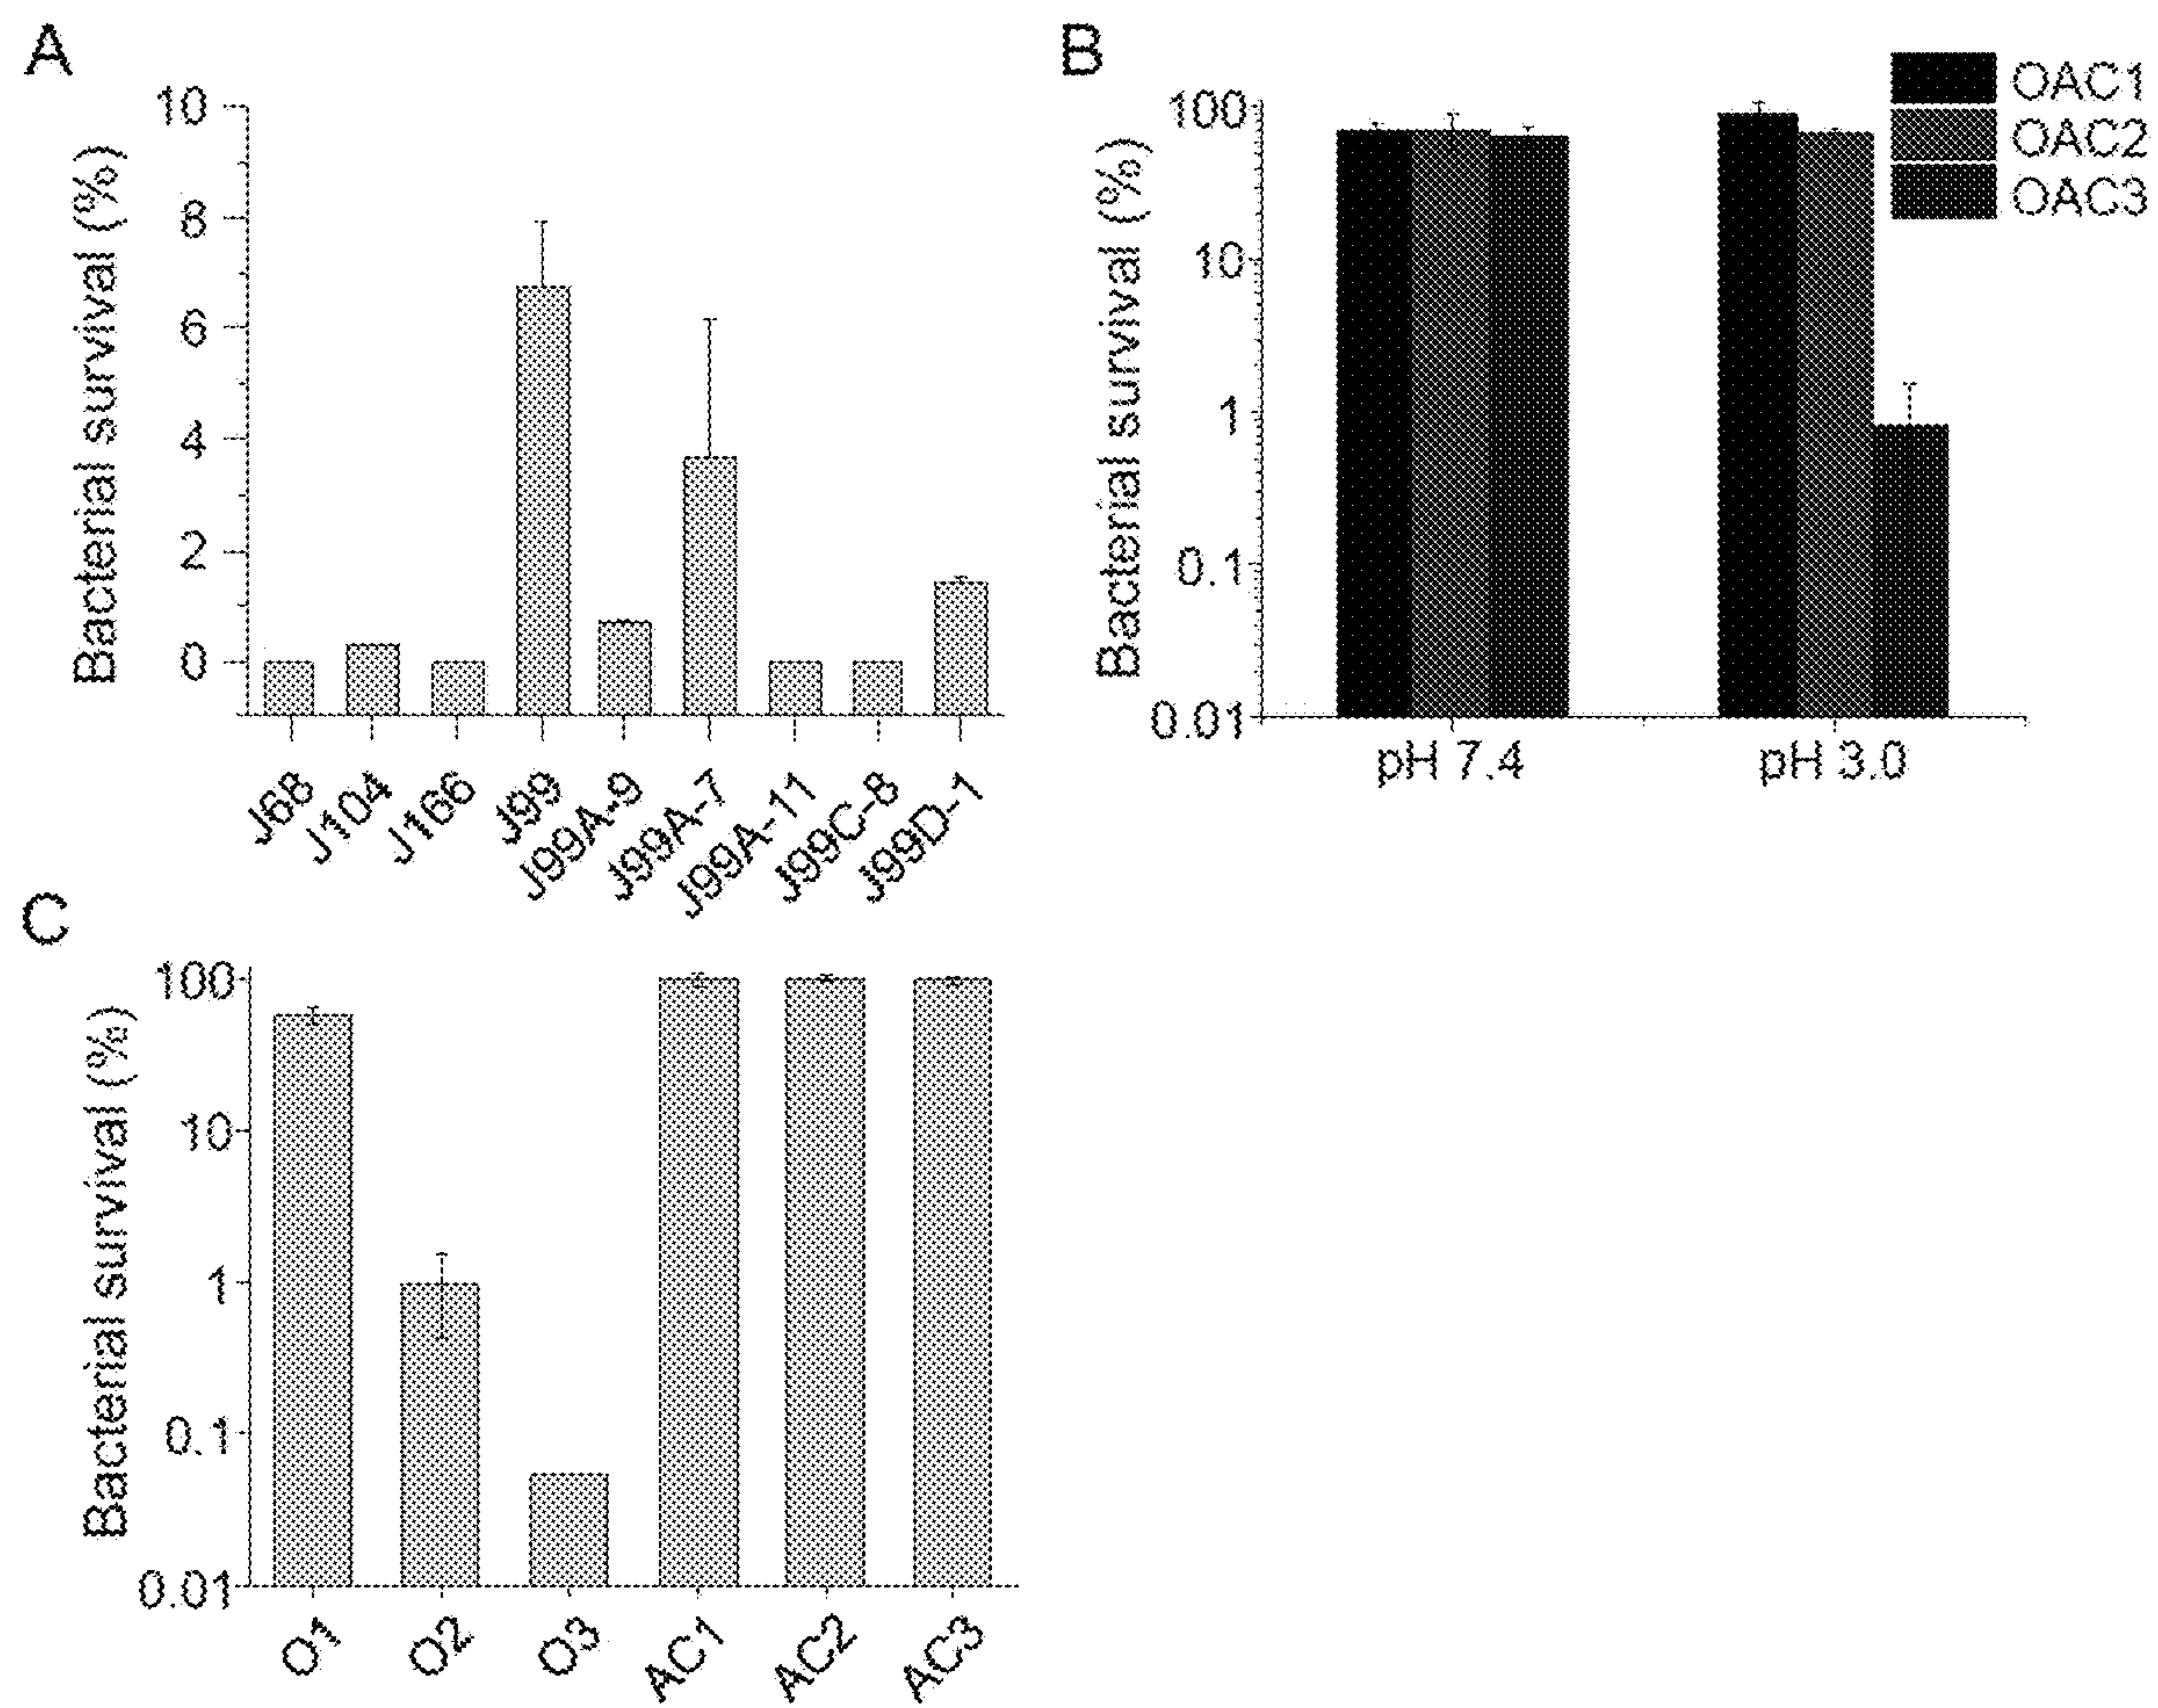 A
Bacterial survival (%)
10
8
6
4
2
0
J68
J104
J166
J99
J99A-9
J99A-7
J99A-11
J99C-8
J99D-1
B
Bacterial survival (%)
100
10
1
0.1
0.01
pH 7.4
pH 3.0
OAC1
OAC2
OAC3
C
Bacterial survival (%)
100
10
1
0.1
0.01
O1
O2
O3
AC1
AC2
AC3